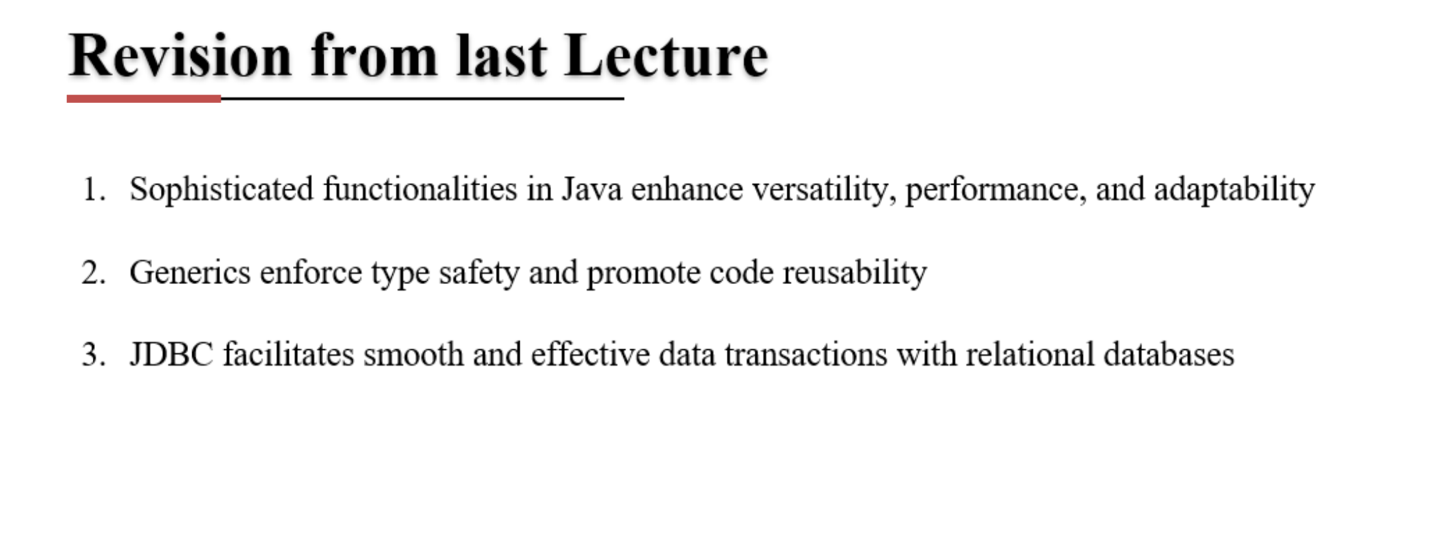 Revision from last Lecture
1. Sophisticated functionalities in Java enhance versatility, performance, and adaptability
2. Generics enforce type safety and promote code reusability
3. JDBC facilitates smooth and effective data transactions with relational databases